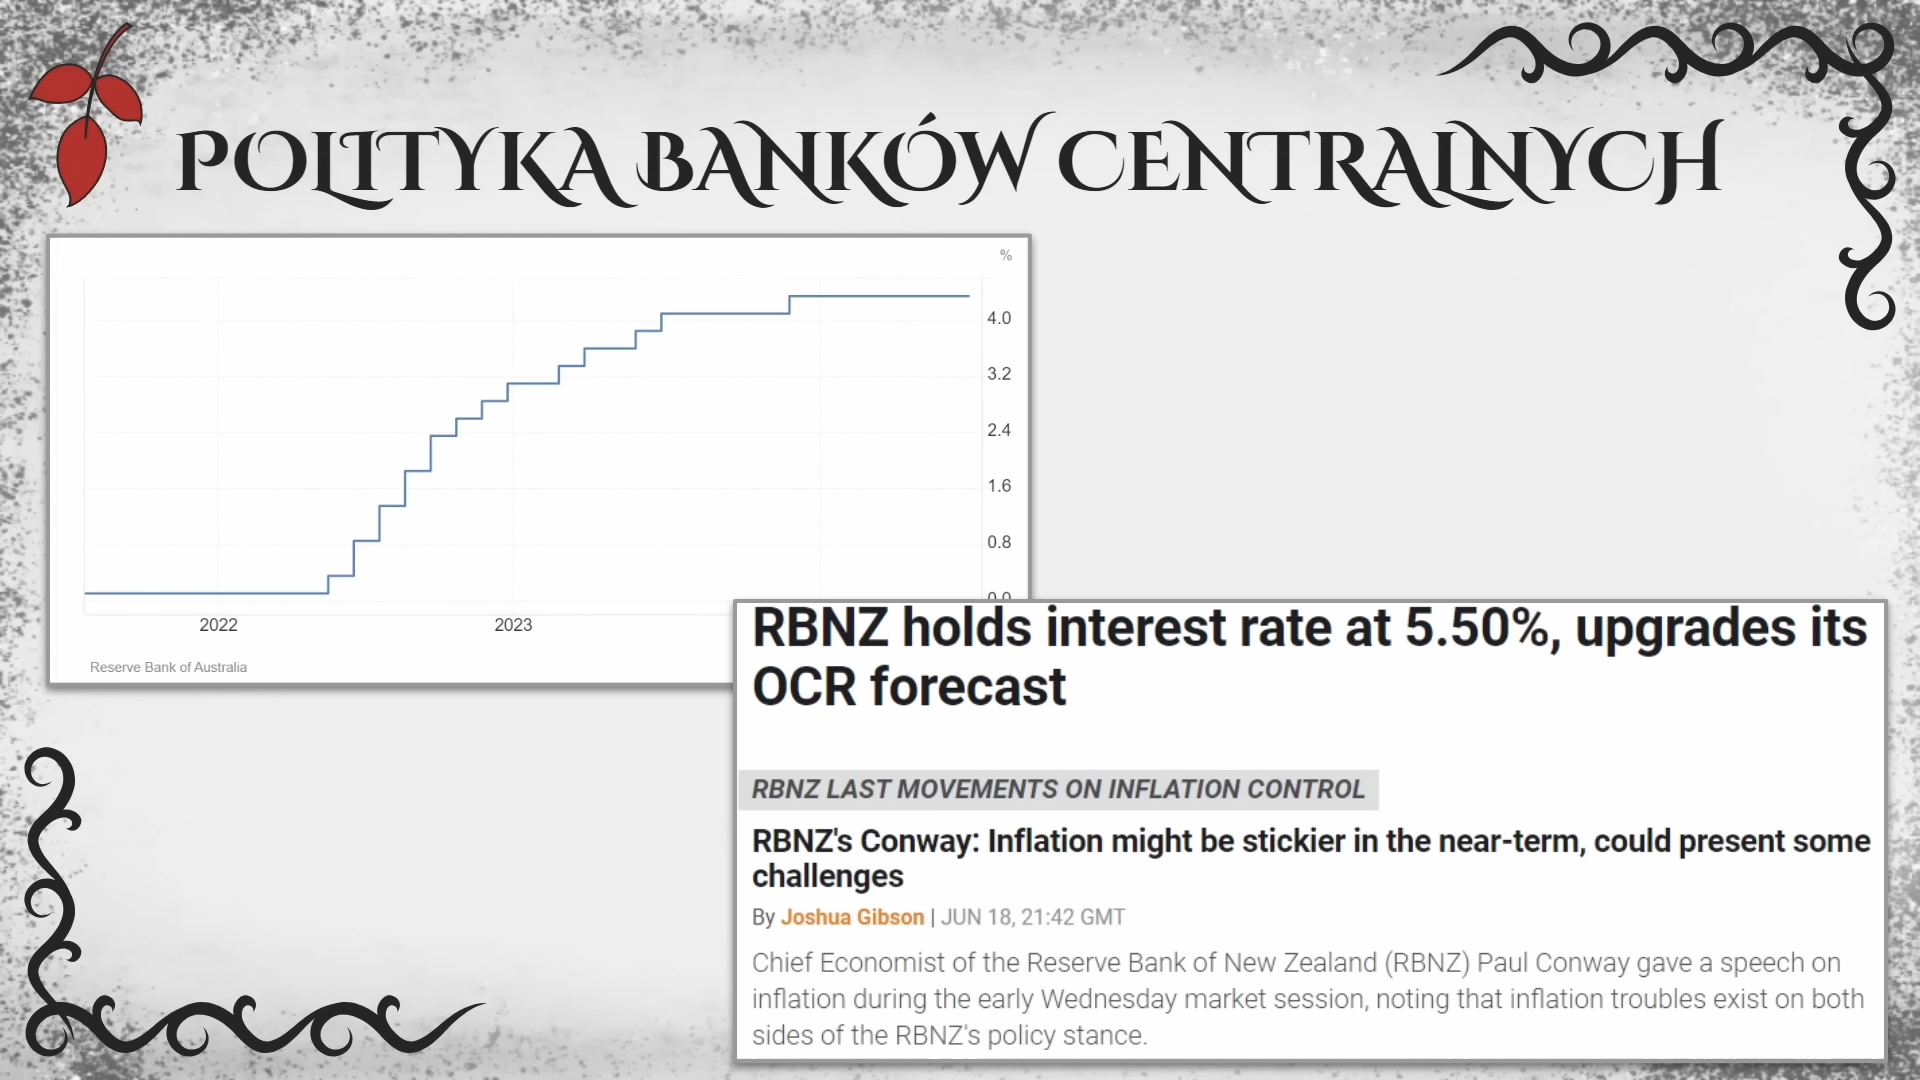 POLITYKA BANKÓW CENTRALNYCH
%
4.0
3.2
2.4
1.6
0.8
0.0
2022
2023
Reserve Bank of Australia
RBNZ holds interest rate at 5.50%, upgrades its
OCR forecast
RBNZ LAST MOVEMENTS ON INFLATION CONTROL
RBNZ's Conway: Inflation might be stickier in the near-term, could present some
challenges
By Joshua Gibson | JUN 18, 21:42 GMT
Chief Economist of the Reserve Bank of New Zealand (RBNZ) Paul Conway gave a speech on
inflation during the early Wednesday market session, noting that inflation troubles exist on both
sides of the RBNZ's policy stance.